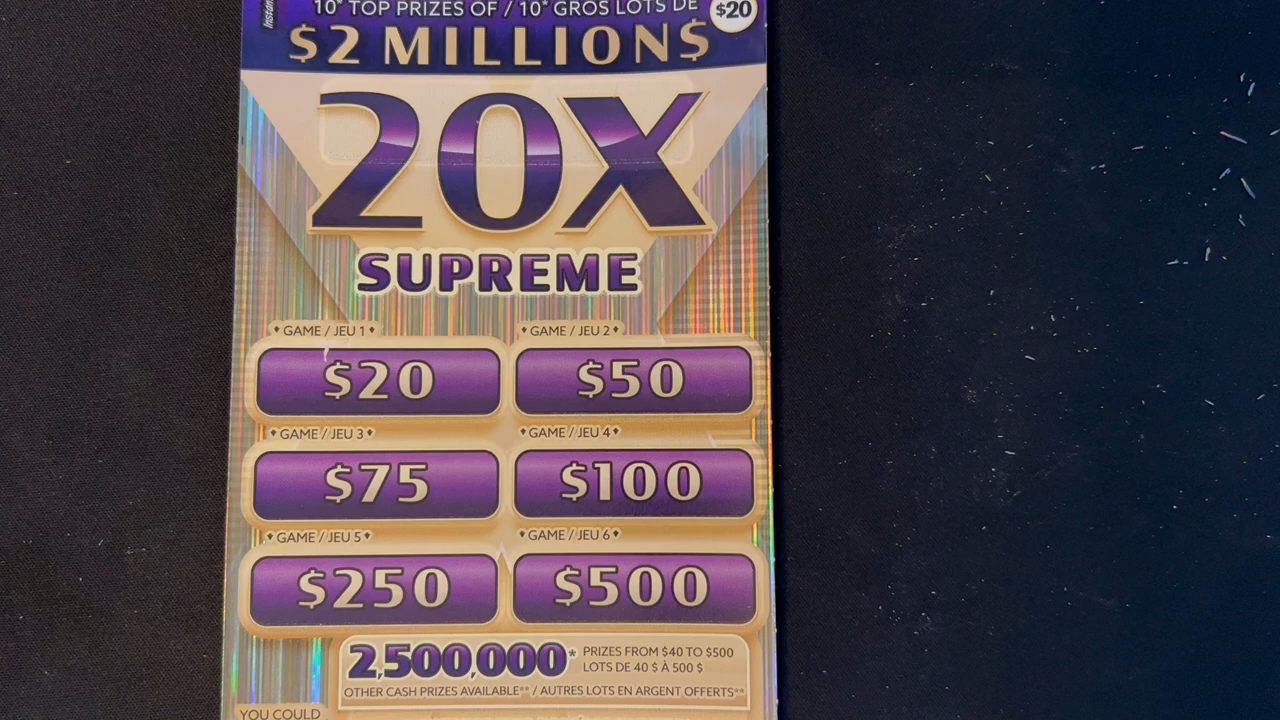 Instan
10* TOP PRIZES OF / 10* GROS LOTS DE
$20
$2 MILLION$
20X
SUPREME
GAME / JEU 1
GAME / JEU 2
$20
$50
GAME / JEU 3
GAME / JEU 4
$75
$100
GAME / JEU 5
GAME / JEU 6
$250
$500
2,500,000* PRIZES FROM $40 TO $500
LOTS DE 40 $ À 500 $
OTHER CASH PRIZES AVAILABLE** / AUTRES LOTS EN ARGENT OFFERTS**
YOU COULD